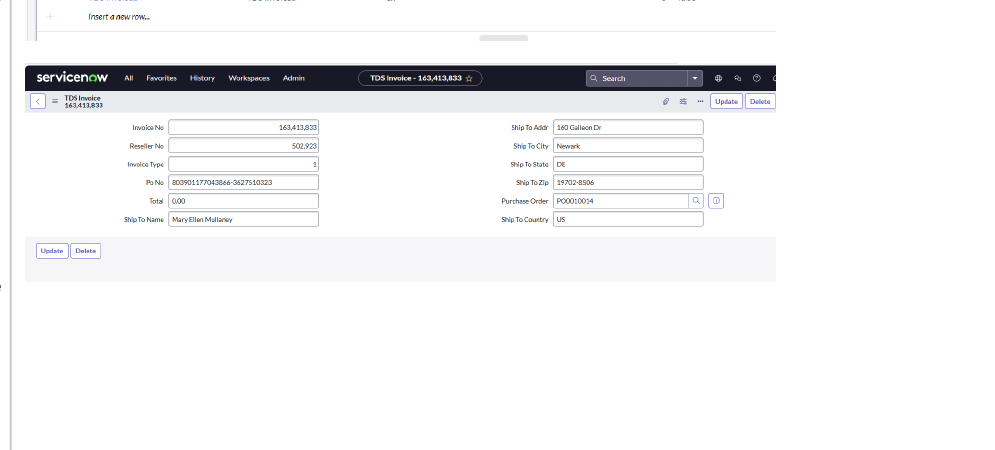 Insert a new row...
servicenow All Favorites History Workspaces Admin TDS Invoice - 163,413,833 Search
TDS Invoice
163,413,833
Update Delete
Invoice No 163,413,833 Ship To Addr 160 Galleon Dr
Reseller No 502,923 Ship To City Newark
Invoice Type 1 Ship To State DE
Po No 803901177043866-3627510323 Ship To Zip 19702-8506
Total 0.00 Purchase Order PO0010014
Ship To Name Mary Ellen Mullaney Ship To Country US
Update Delete